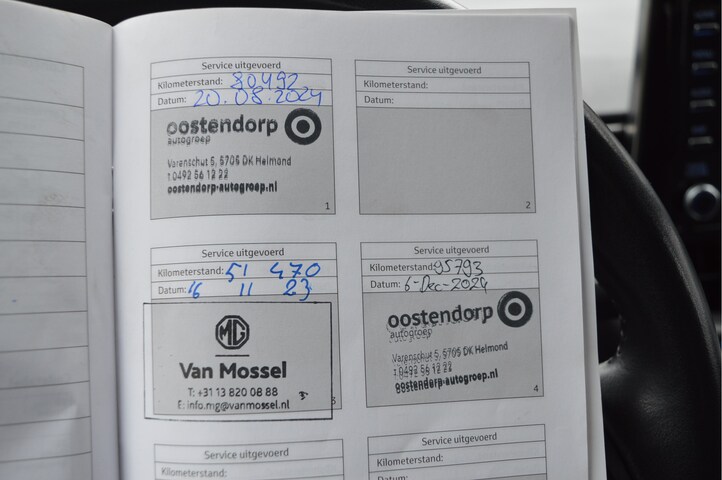 Service uitgevoerd
Kilometerstand: 80492
Datum: 20.08.2024
oostendorp
autogroep
Varenschut 5, 5705 DK Helmond
t 0492 56 12 22
oostendorp-autogroep.nl
1
Service uitgevoerd
Kilometerstand:
Datum:
2
Service uitgevoerd
Kilometerstand: 51 470
Datum: 16 11 23
MG
Van Mossel
T: +31 13 820 08 88
E: info.mg@vanmossel.nl
Service uitgevoerd
Kilometerstand: 95793
Datum: 6-Dec-2024
oostendorp
autogroep
Varenschut 5, 5705 DK Helmond
t 0492 56 12 22
oostendorp-autogroep.nl
4
Service uitgevoerd
Kilometerstand:
Service uitgevoerd
Kilometerstand:
Datum: